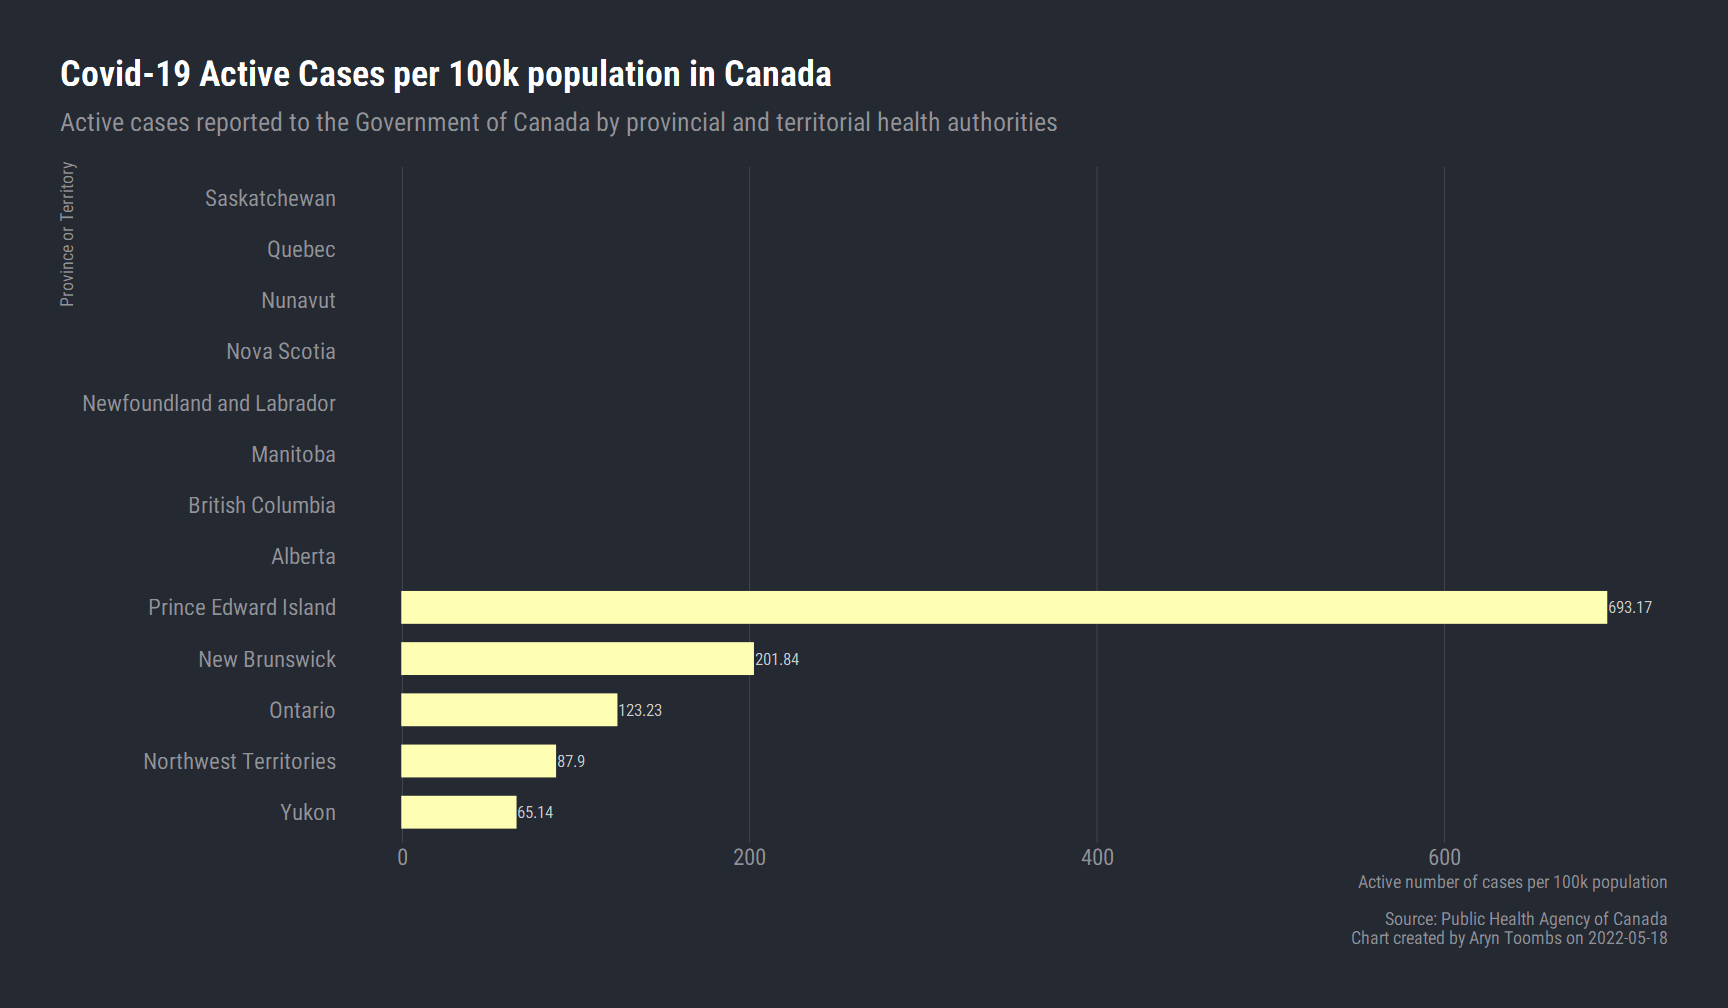 Covid-19 Active Cases per 100k population in Canada
Active cases reported to the Government of Canada by provincial and territorial health authorities
Province or Territory
Saskatchewan
Quebec
Nunavut
Nova Scotia
Newfoundland and Labrador
Manitoba
British Columbia
Alberta
Prince Edward Island 693.17
New Brunswick 201.84
Ontario 123.23
Northwest Territories 87.9
Yukon 65.14
0 200 400 600
Active number of cases per 100k population
Source: Public Health Agency of Canada
Chart created by Aryn Toombs on 2022-05-18